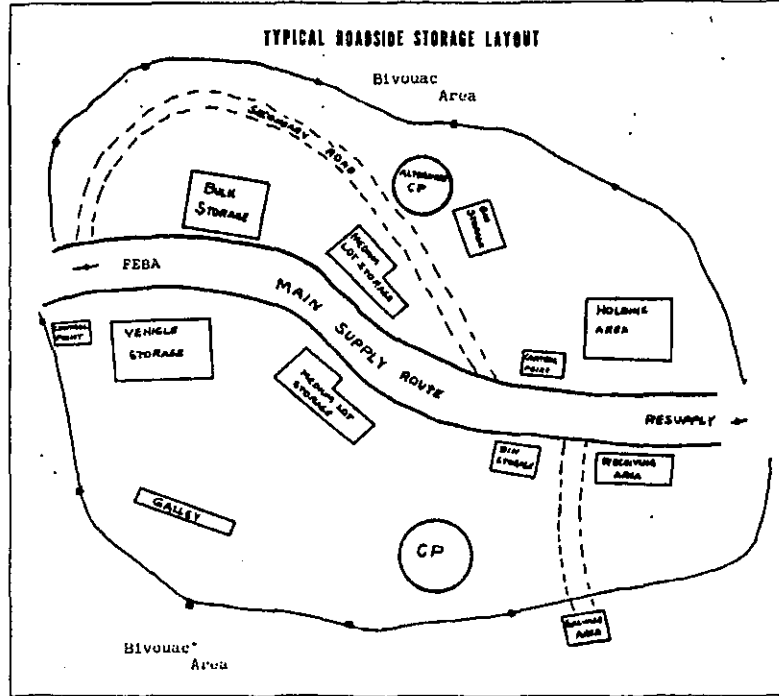 TYPICAL ROADSIDE STORAGE LAYOUT
Bivouac
Area
SECONDARY ROAD
ALTERNATE
CP
BULK
STORAGE
STORAGE
MEDIUM
LOT STORAGE
FEBA
MAIN SUPPLY ROUTE
HOLDING
AREA
CONTROL
POINT
CONTROL
POINT
VEHICLE
STORAGE
MEDIUM LOT
STORAGE
RESUPPLY
BIN
STORAGE
RECEIVING
AREA
GALLEY
CP
AREA
Bivouac
Area